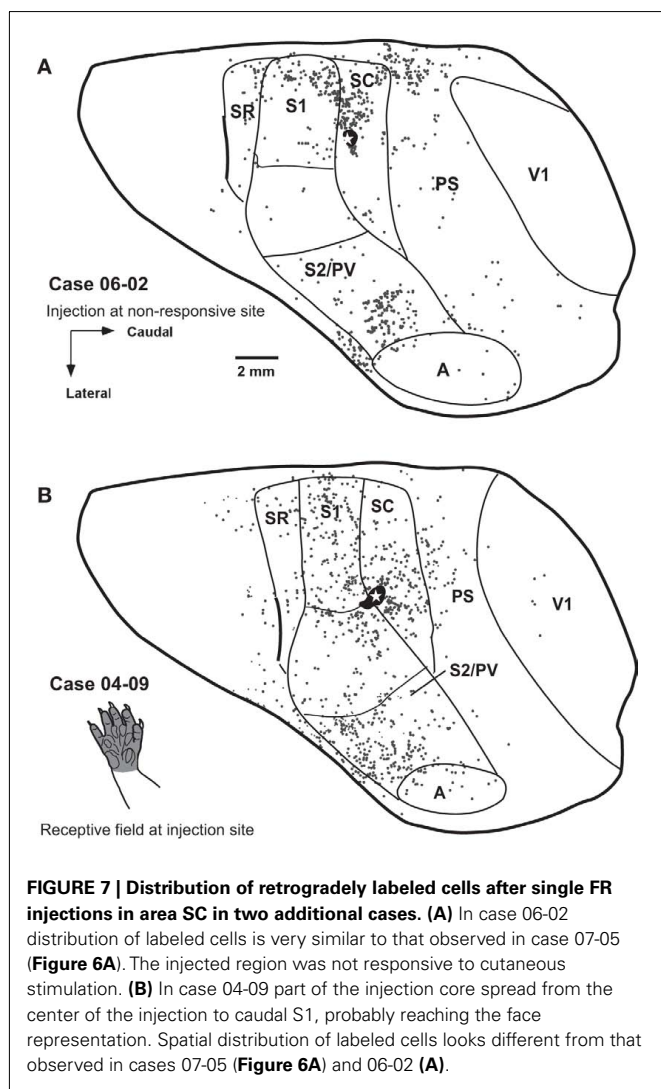 A
SC
SR
S1
V1
PS
S2/PV
Case 06-02
Injection at non-responsive site
Caudal
2 mm
A
Lateral
B
SR
S1
SC
PS
V1
S2/PV
Case 04-09
A
Receptive field at injection site
FIGURE 7 | Distribution of retrogradely labeled cells after single FR
injections in area SC in two additional cases. (A) In case 06-02
distribution of labeled cells is very similar to that observed in case 07-05
(Figure 6A). The injected region was not responsive to cutaneous
stimulation. (B) In case 04-09 part of the injection core spread from the
center of the injection to caudal S1, probably reaching the face
representation. Spatial distribution of labeled cells looks different from that
observed in cases 07-05 (Figure 6A) and 06-02 (A).